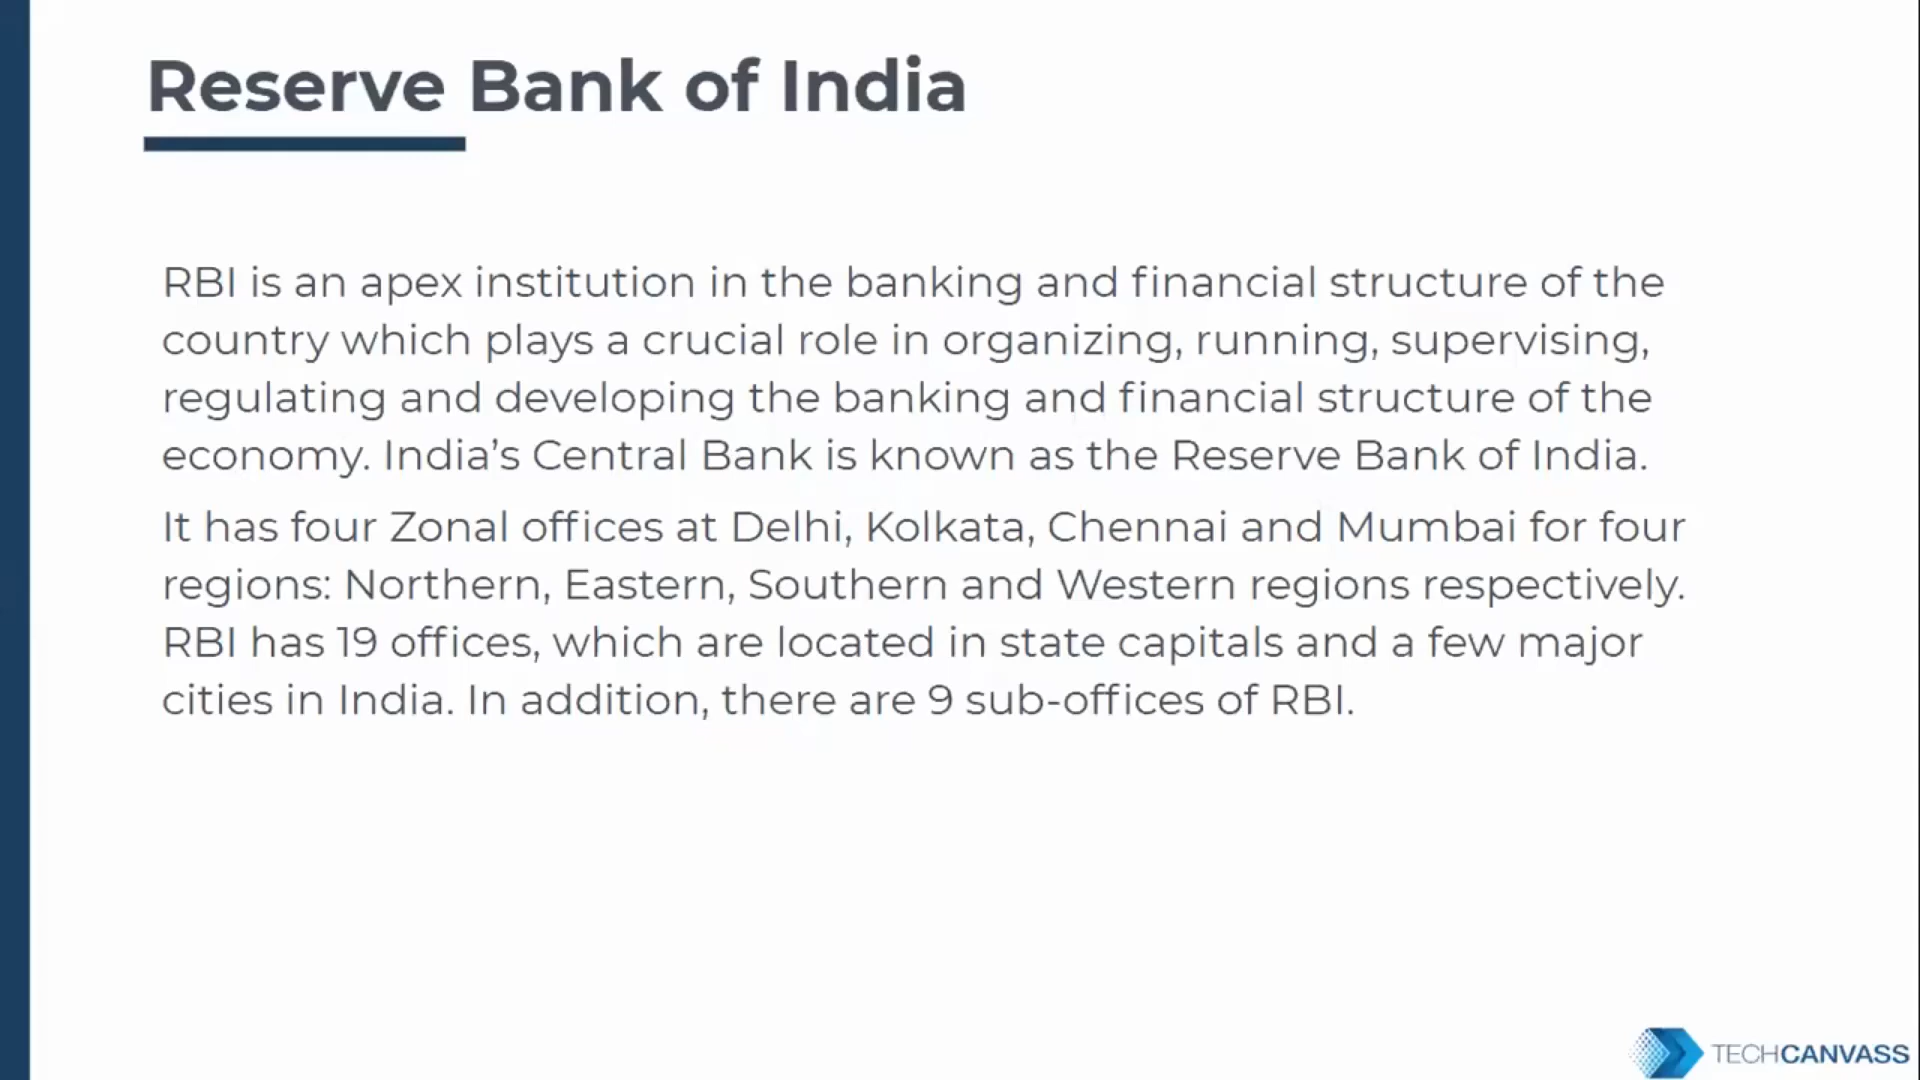 Reserve Bank of India
RBI is an apex institution in the banking and financial structure of the
country which plays a crucial role in organizing, running, supervising,
regulating and developing the banking and financial structure of the
economy. India’s Central Bank is known as the Reserve Bank of India.
It has four Zonal offices at Delhi, Kolkata, Chennai and Mumbai for four
regions: Northern, Eastern, Southern and Western regions respectively.
RBI has 19 offices, which are located in state capitals and a few major
cities in India. In addition, there are 9 sub-offices of RBI.
TECHCANVASS